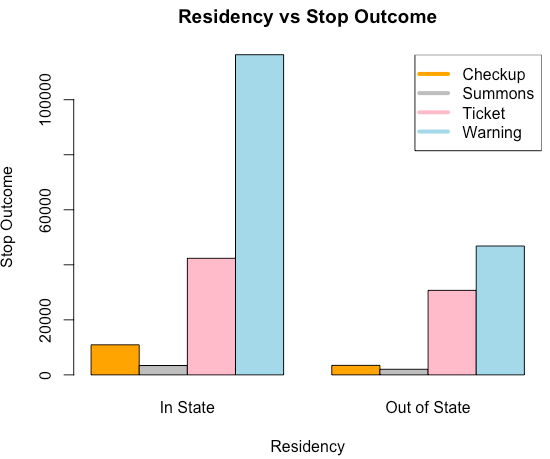 Residency vs Stop Outcome
Checkup
Summons
Ticket
Warning
Stop Outcome
100000
60000
20000
0
In State
Out of State
Residency